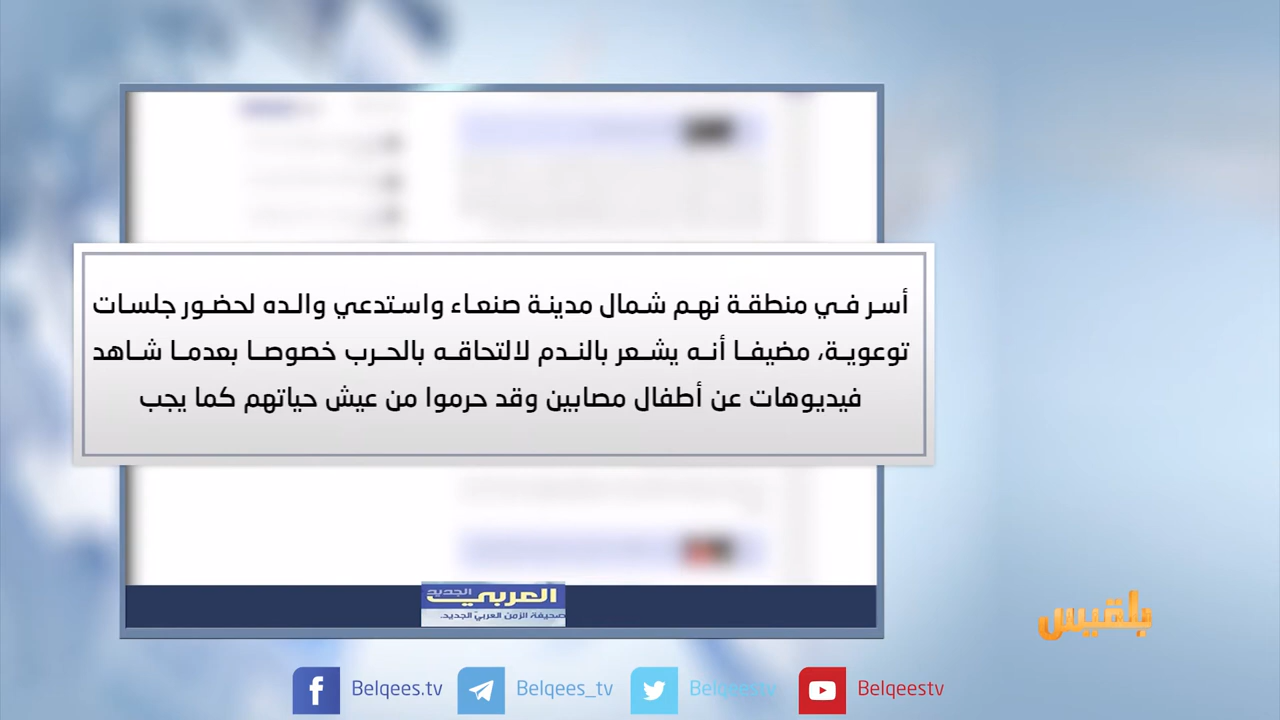 أسر في منطقة نهم شمال مدينة صنعاء واستدعي والده لحضور جلسات
توعوية، مضيفا أنه يشعر بالندم لالتحاقه بالحرب خصوصا بعدما شاهد
فيديوهات عن أطفال مصابين وقد حرموا من عيش حياتهم كما يجب
العربي الجديد
صحيفة الزمن العربيّ الجديد.
بلقيس
Belqees.tv
Belqees_tv
Belqeestv
Belqeestv